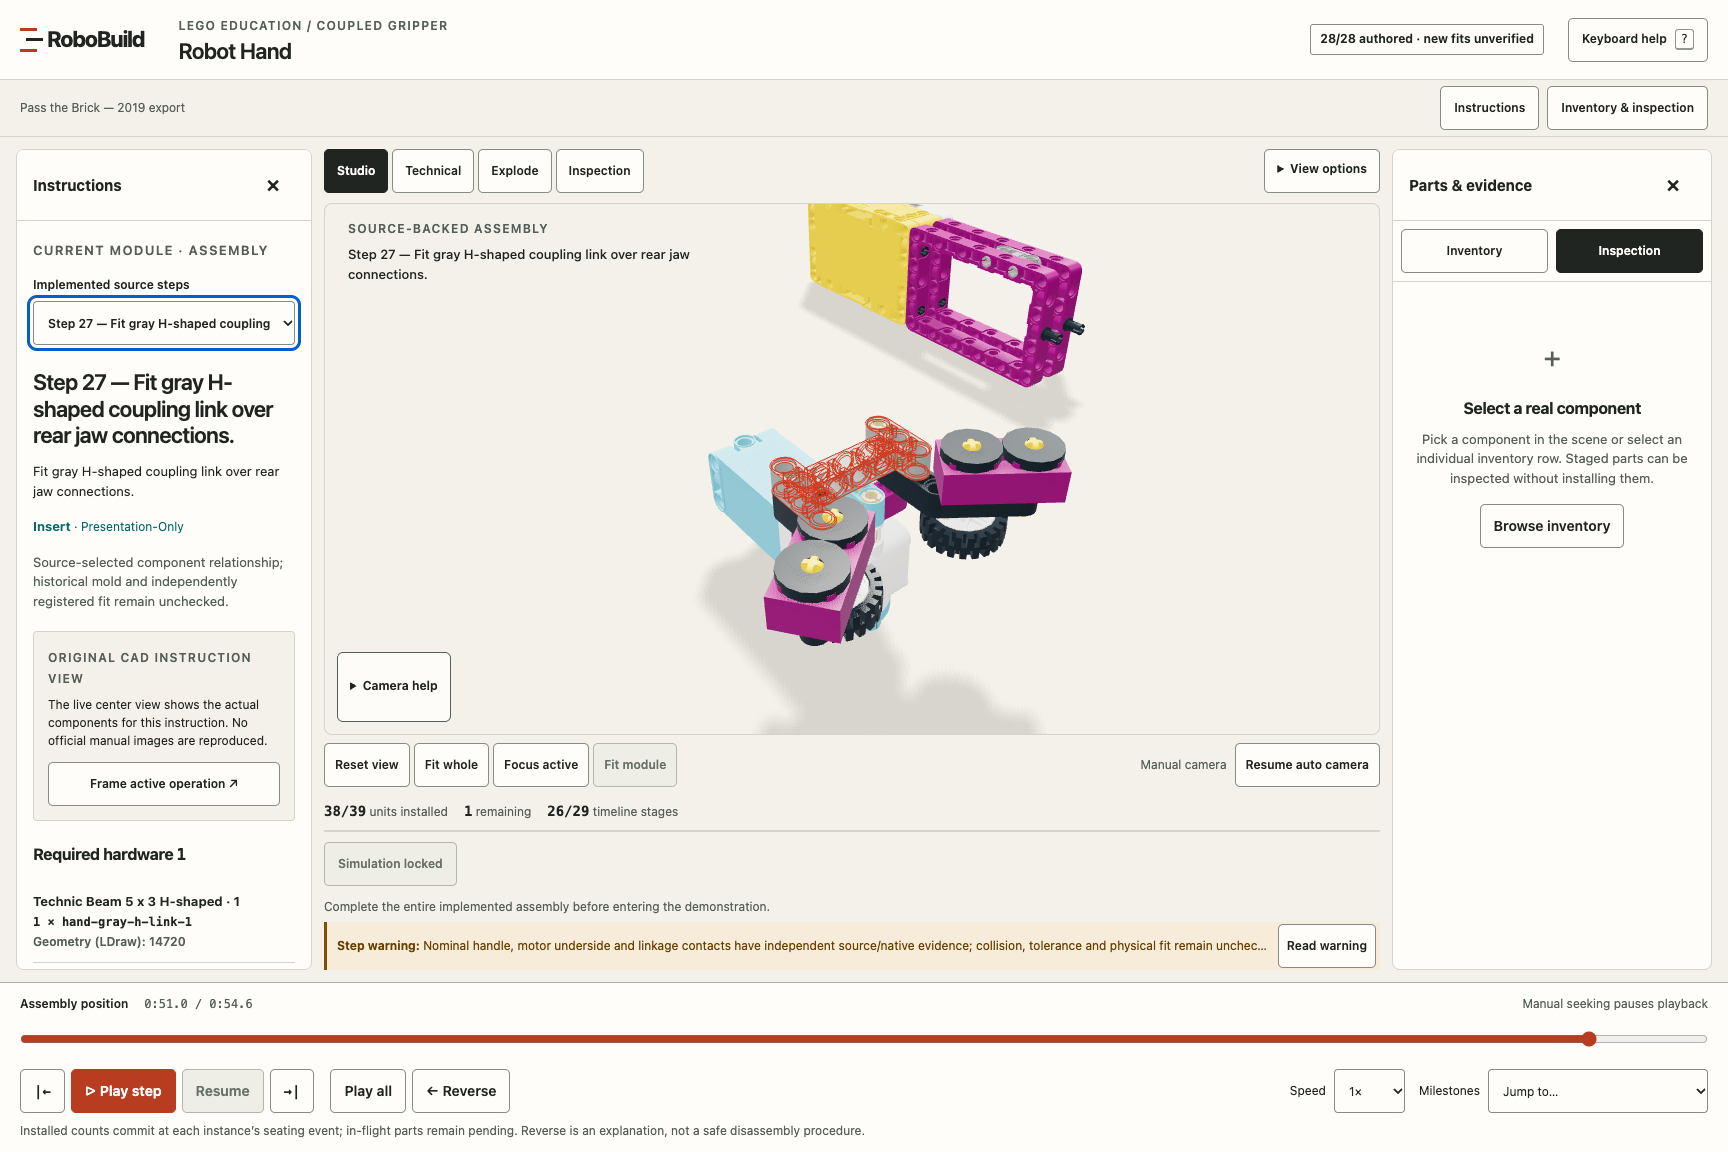 RoboBuild
LEGO EDUCATION / COUPLED GRIPPER
Robot Hand
28/28 authored · new fits unverified
Keyboard help ?
Pass the Brick — 2019 export
Instructions
Inventory & inspection
Instructions ×
CURRENT MODULE · ASSEMBLY
Implemented source steps
Step 27 — Fit gray H-shaped coupling
Step 27 — Fit gray H-
shaped coupling link over
rear jaw connections.
Fit gray H-shaped coupling link over rear
jaw connections.
Insert · Presentation-Only
Source-selected component relationship;
historical mold and independently
registered fit remain unchecked.
ORIGINAL CAD INSTRUCTION
VIEW
The live center view shows the actual
components for this instruction. No
official manual images are reproduced.
Frame active operation ↗
Required hardware 1
Technic Beam 5 x 3 H-shaped · 1
1 × hand-gray-h-link-1
Geometry (LDraw): 14720
Studio
Technical
Explode
Inspection
▶ View options
SOURCE-BACKED ASSEMBLY
Step 27 — Fit gray H-shaped coupling link over rear jaw
connections.
▶ Camera help
Reset view
Fit whole
Focus active
Fit module
Manual camera
Resume auto camera
38/39 units installed 1 remaining 26/29 timeline stages
Simulation locked
Complete the entire implemented assembly before entering the demonstration.
Step warning: Nominal handle, motor underside and linkage contacts have independent source/native evidence; collision, tolerance and physical fit remain unchec...
Read warning
Parts & evidence ×
Inventory
Inspection
+
Select a real component
Pick a component in the scene or select an
individual inventory row. Staged parts can be
inspected without installing them.
Browse inventory
Assembly position 0:51.0 / 0:54.6
Manual seeking pauses playback
|←
▷ Play step
Resume
→|
Play all
← Reverse
Speed 1×
Milestones Jump to...
Installed counts commit at each instance's seating event; in-flight parts remain pending. Reverse is an explanation, not a safe disassembly procedure.